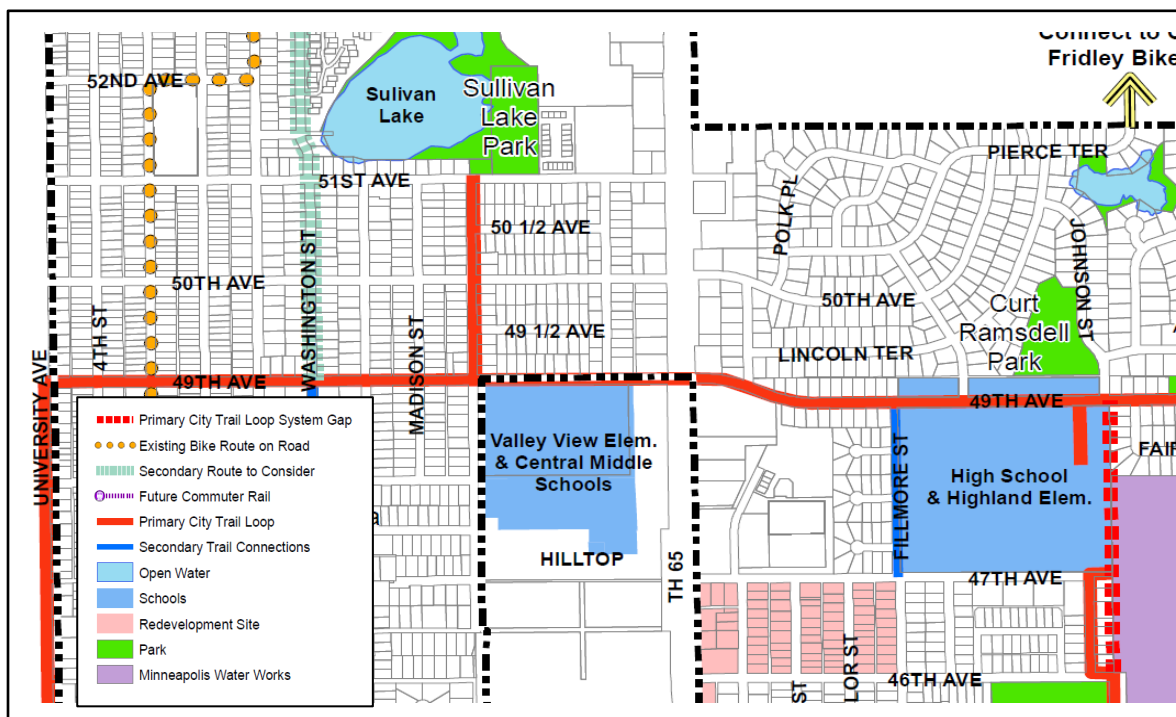 Connect to
Fridley Bike
52ND AVE
Sulivan
Lake
Sullivan
Lake
Park
PIERCE TER
51ST AVE
POLK PL
50 1/2 AVE
WASHINGTON ST
JOHNSON ST
50TH AVE
50TH AVE
4TH ST
Curt
Ramsdell
Park
49 1/2 AVE
MADISON ST
LINCOLN TER
49TH AVE
49TH AVE
UNIVERSITY AVE
Primary City Trail Loop System Gap
Existing Bike Route on Road
Secondary Route to Consider
Future Commuter Rail
Primary City Trail Loop
Secondary Trail Connections
Open Water
Schools
Redevelopment Site
Park
Minneapolis Water Works
Valley View Elem.
& Central Middle
Schools
HILLTOP
TH 65
FILLMORE ST
High School
& Highland Elem.
FAIR
47TH AVE
46TH AVE
ST
LOR ST